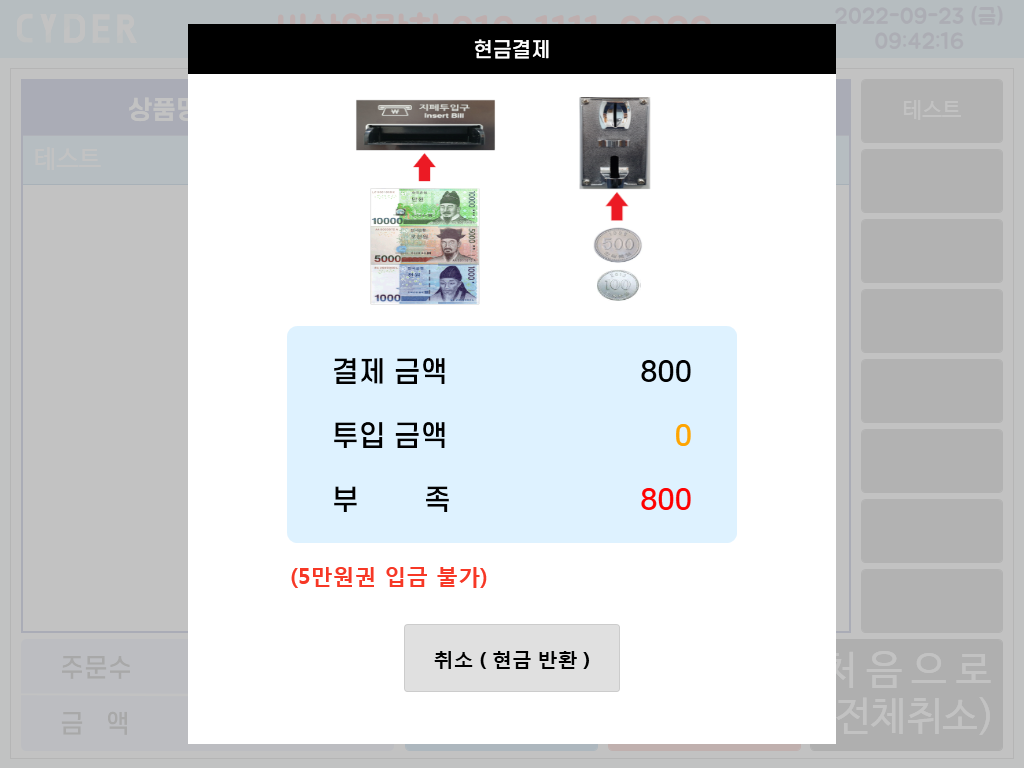 CYDER
2022-09-23 (금)
09:42:16
현금결제
상품명
테스트
테스트
지폐투입구
Insert Bill
10000
5000
1000
500
100
결제 금액 800
투입 금액 0
부 족 800
(5만원권 입금 불가)
취소 ( 현금 반환 )
주문수
금 액
처음으로
전체취소)